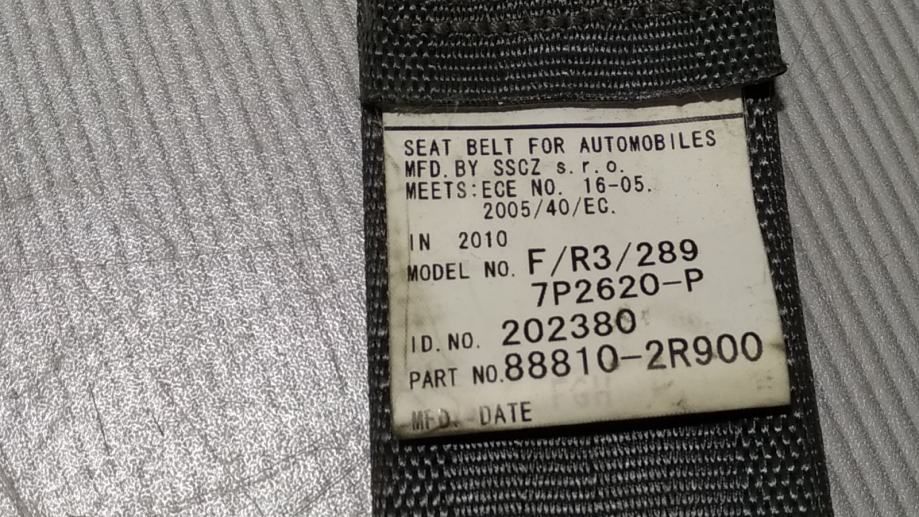 SEAT BELT FOR AUTOMOBILES
MFD. BY SSCZ s.r.o.
MEETS:ECE NO. 16-05.
2005/40/EC.
IN 2010
MODEL NO. F/R3/289
7P2620-P
ID. NO. 202380
PART NO. 88810-2R900
MFD. DATE